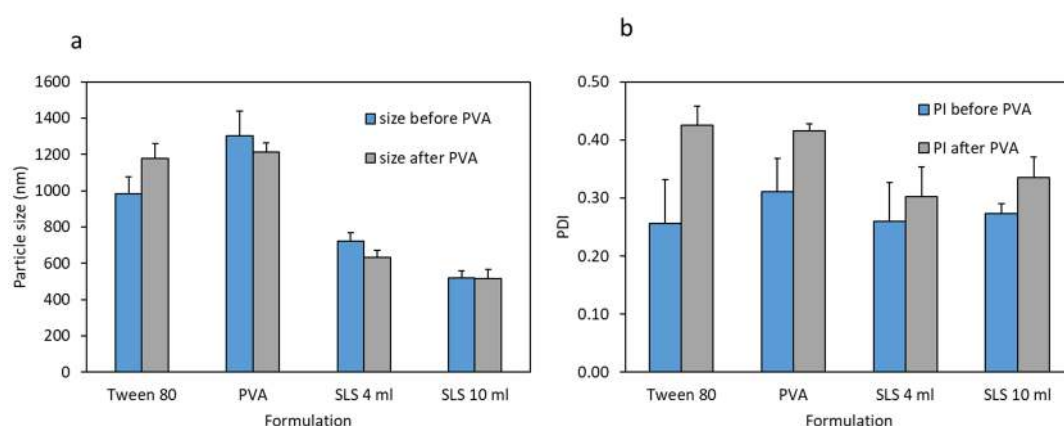 a
1600
1400
1200
1000
800
600
400
200
0
Particle size (nm)
size before PVA
size after PVA
Tween 80 PVA SLS 4 ml SLS 10 ml
Formulation
b
0.50
0.40
0.30
0.20
0.10
0.00
PDI
PI before PVA
PI after PVA
Tween 80 PVA SLS 4 ml SLS 10 ml
Formulation